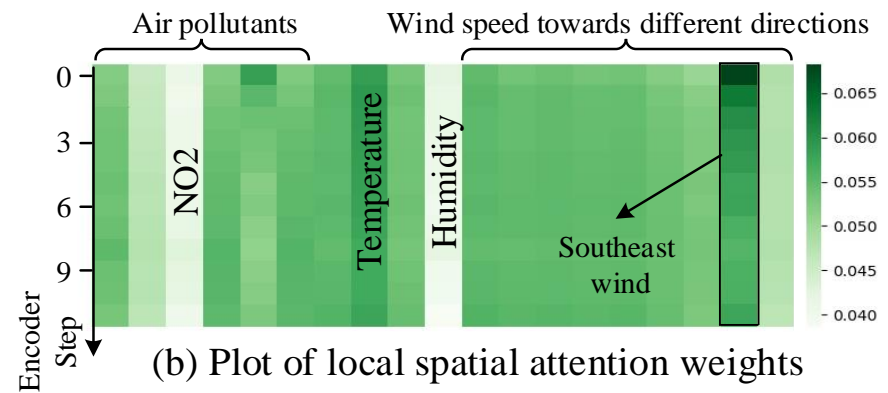 Air pollutants
Wind speed towards different directions
0
3
6
9
Encoder
Step
NO2
Temperature
Humidity
Southeast
wind
0.065
0.060
0.055
0.050
0.045
0.040
(b) Plot of local spatial attention weights